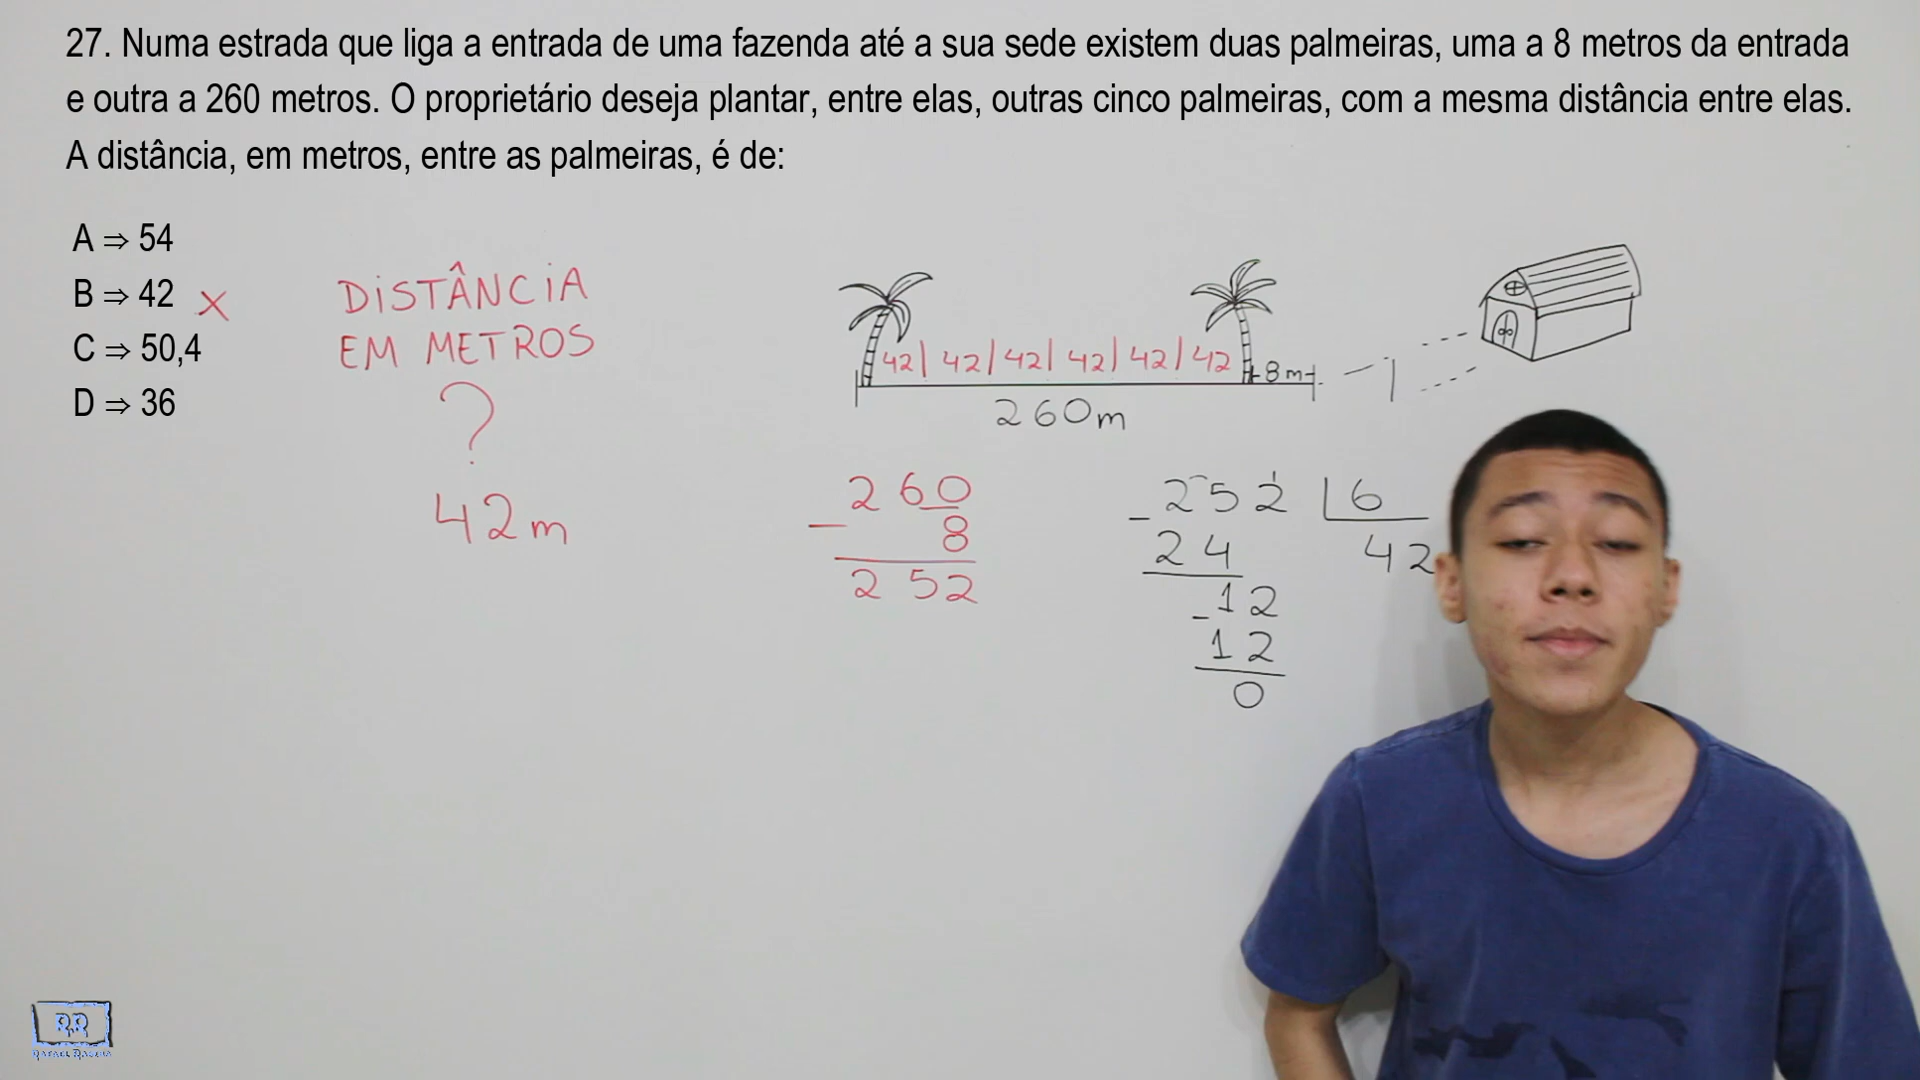 27. Numa estrada que liga a entrada de uma fazenda até a sua sede existem duas palmeiras, uma a 8 metros da entrada
e outra a 260 metros. O proprietário deseja plantar, entre elas, outras cinco palmeiras, com a mesma distância entre elas.
A distância, em metros, entre as palmeiras, é de:
A ⇒ 54
B ⇒ 42 X
C ⇒ 50,4
D ⇒ 36
DISTÂNCIA
EM METROS
?
42m
42| 42| 42| 42| 42| 42
8m
260m
260
- 8
252
252 |6
- 24 42
12
- 12
0
RR
RAFAEL RAGUIA